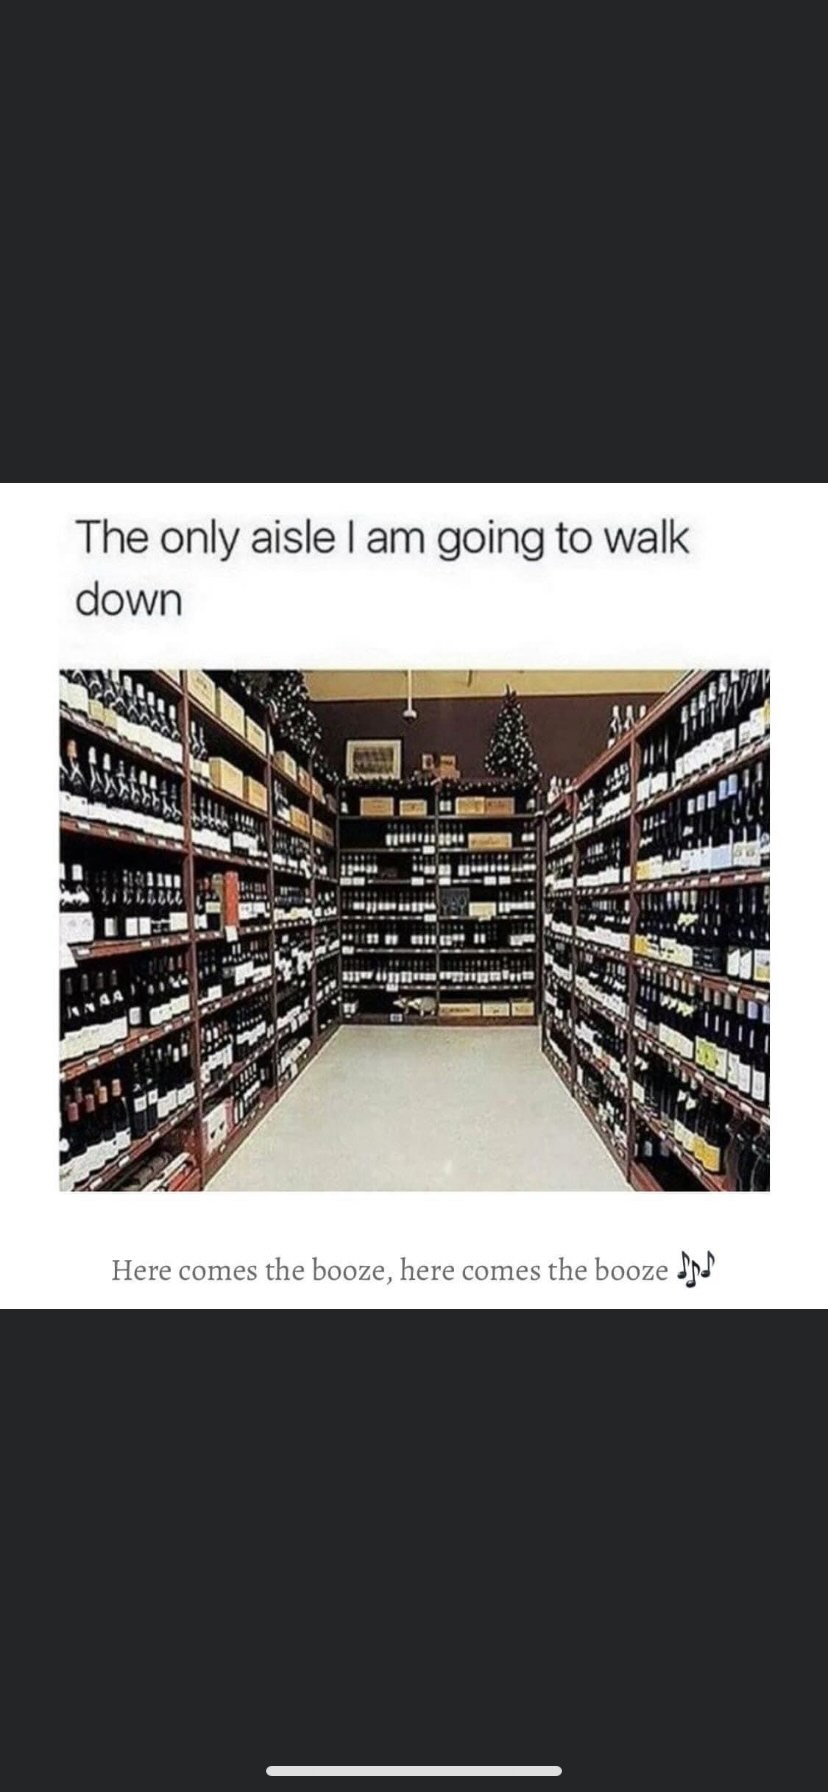 The only aisle I am going to walk
down
Here comes the booze, here comes the booze 🎶